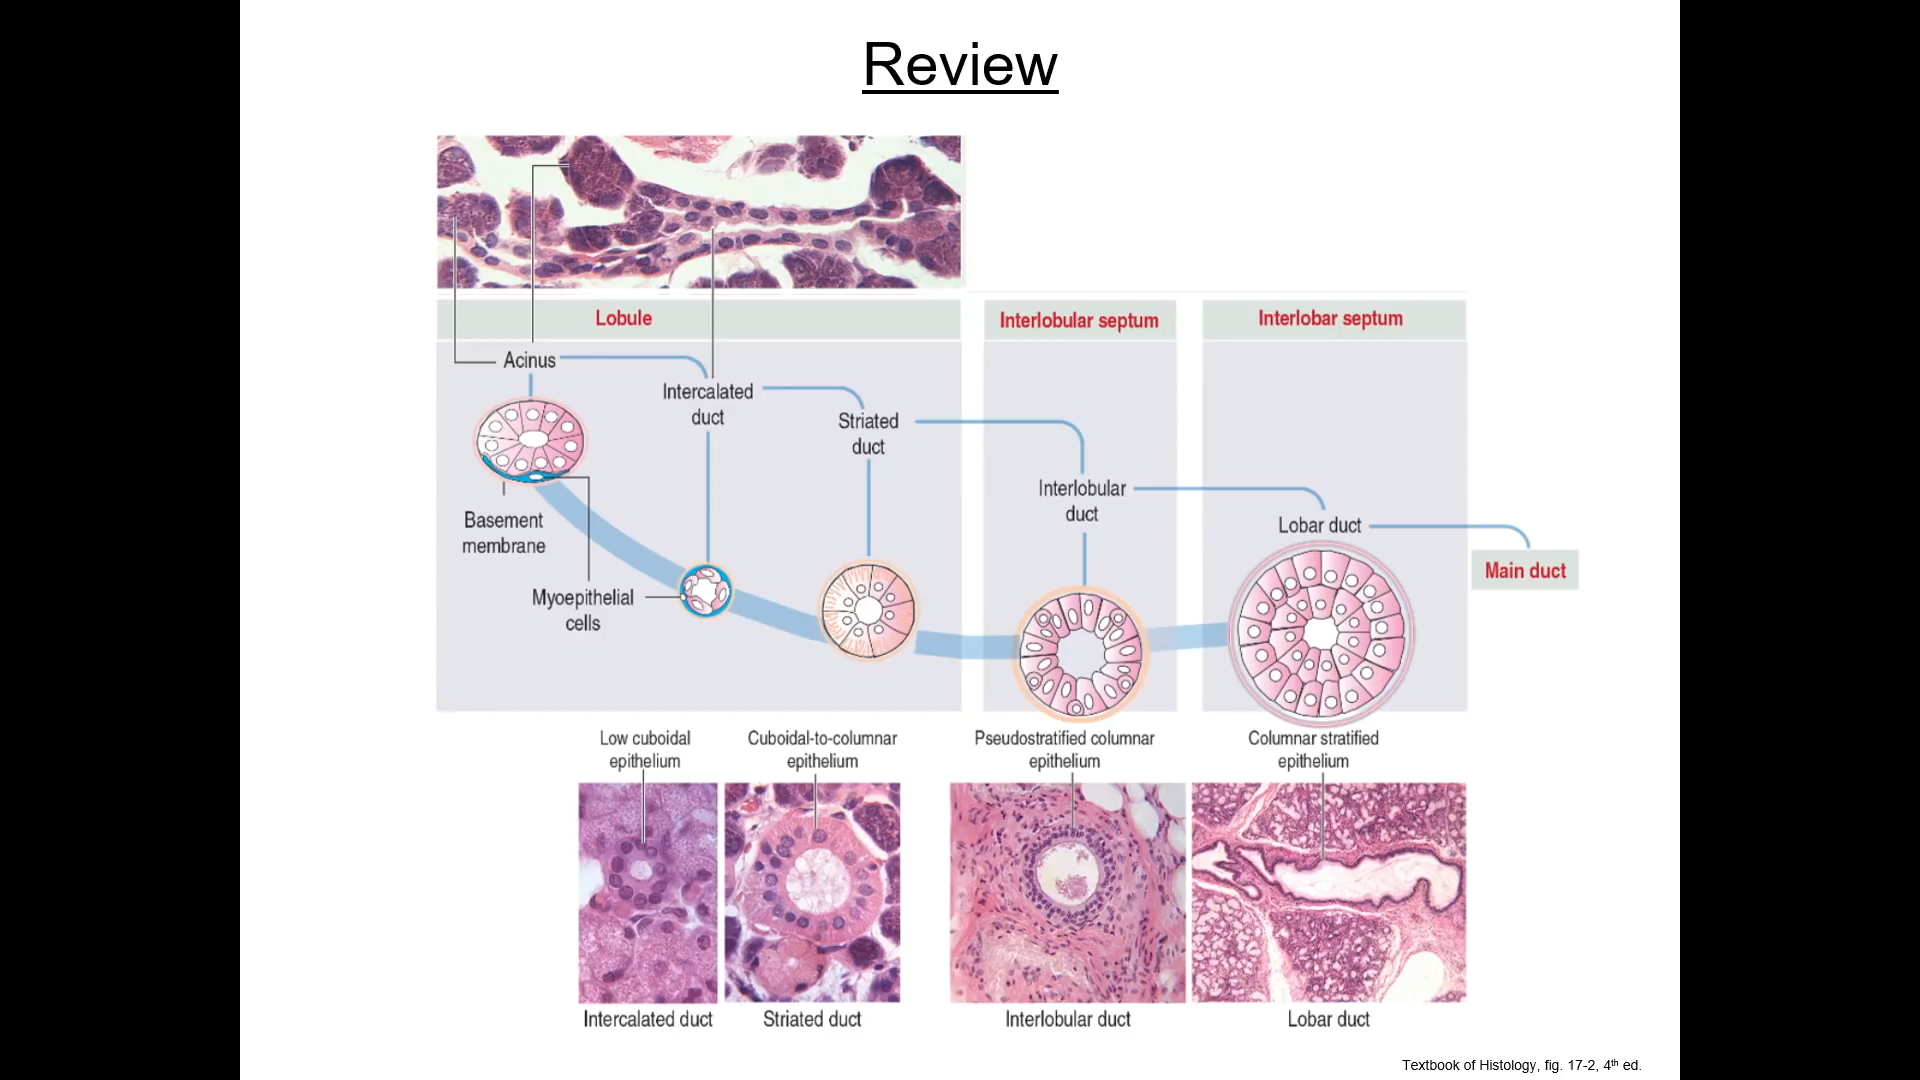 Review
Lobule
Interlobular septum
Interlobar septum
Acinus
Intercalated
duct
Striated
duct
Interlobular
duct
Lobar duct
Main duct
Basement
membrane
Myoepithelial
cells
Low cuboidal
epithelium
Cuboidal-to-columnar
epithelium
Pseudostratified columnar
epithelium
Columnar stratified
epithelium
Intercalated duct
Striated duct
Interlobular duct
Lobar duct
Textbook of Histology, fig. 17-2, 4th ed.